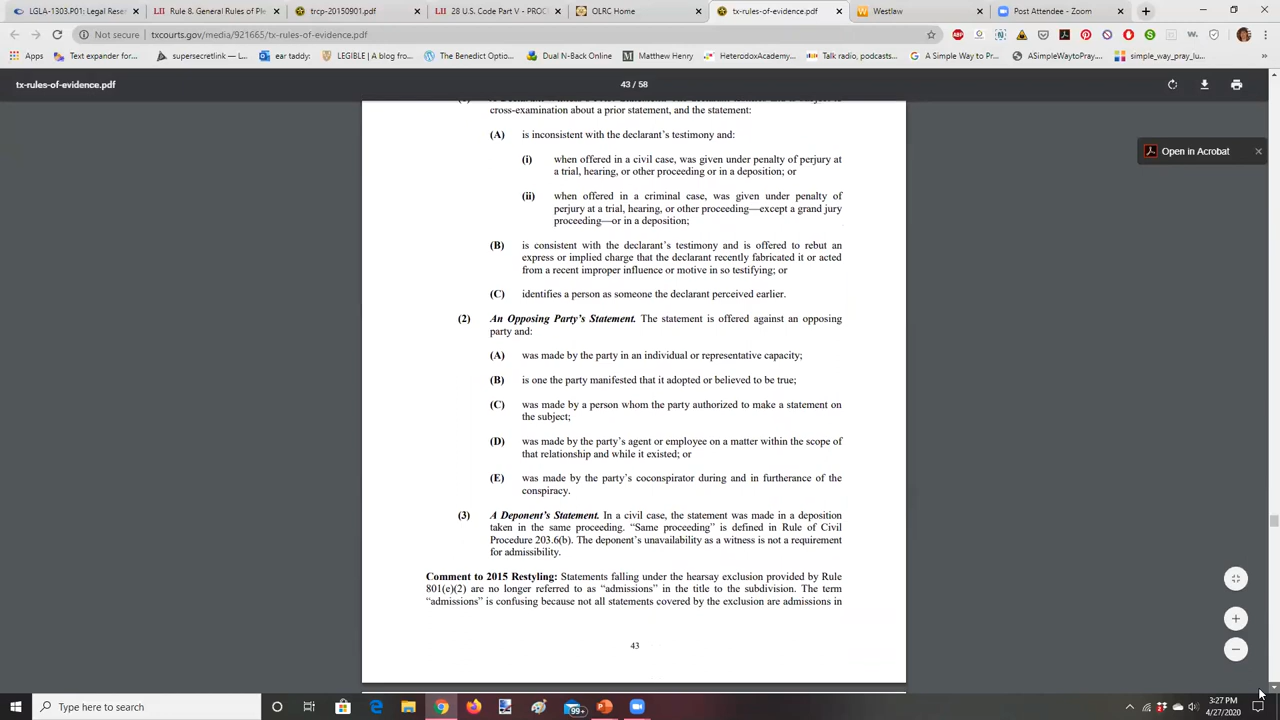 LGLA-1303.P01: Legal Resea
Rule 8. General Rules of Ple
trcp-20150901.pdf
28 U.S. Code Part V - PROC
OLRC Home
tx-rules-of-evidence.pdf
Westlaw
Post Attendee - Zoom
Not secure | txcourts.gov/media/921665/tx-rules-of-evidence.pdf
Apps
Text expander for...
supersecretlink :::...
ear taddy:
LEGIBLE | A blog fro...
The Benedict Option...
Dual N-Back Online
Matthew Henry
HeterodoxAcademy...
Talk, podcasts...
A Simple Way to Pr...
simple_way_pray_lu...
tx-rules-of-evidence.pdf
43 / 58
cross-examination about a prior statement, and the statement:
(A) is inconsistent with the declarant's testimony and:
(i) when offered in a civil case, was given under penalty of perjury at
a trial, hearing, or other proceeding or in a deposition; or
(ii) when offered in a criminal case, was given under penalty of
perjury at a trial, hearing, or other proceeding—except a grand jury
proceeding—or in a deposition;
(B) is consistent with the declarant's testimony and is offered to rebut an
express or implied charge that the declarant recently fabricated it or acted
from a recent improper influence or motive in so testifying; or
(C) identifies a person as someone the declarant perceived earlier.
(2) An Opposing Party's Statement. The statement is offered against an opposing
party and:
(A) was made by the party in an individual or representative capacity;
(B) is one the party manifested that it adopted or believed to be true;
(C) was made by a person whom the party authorized to make a statement on
the subject;
(D) was made by the party's agent or employee on a matter within the scope of
that relationship and while it existed; or
(E) was made by the party's coconspirator during and in furtherance of the
conspiracy.
(3) A Deponent's Statement. In a civil case, the statement was made in a deposition
taken in the same proceeding. "Same proceeding" is defined in Rule of Civil
Procedure 203.6(b). The deponent's unavailability as a witness is not a requirement
for admissibility.
Comment to 2015 Restyling: Statements falling under the hearsay exclusion provided by Rule
801(e)(2) are no longer referred to as "admissions" in the title to the subdivision. The term
"admissions" is confusing because not all statements covered by the exclusion are admissions in
43
Open in Acrobat
Type here to search
99+
3:27 PM
4/27/2020